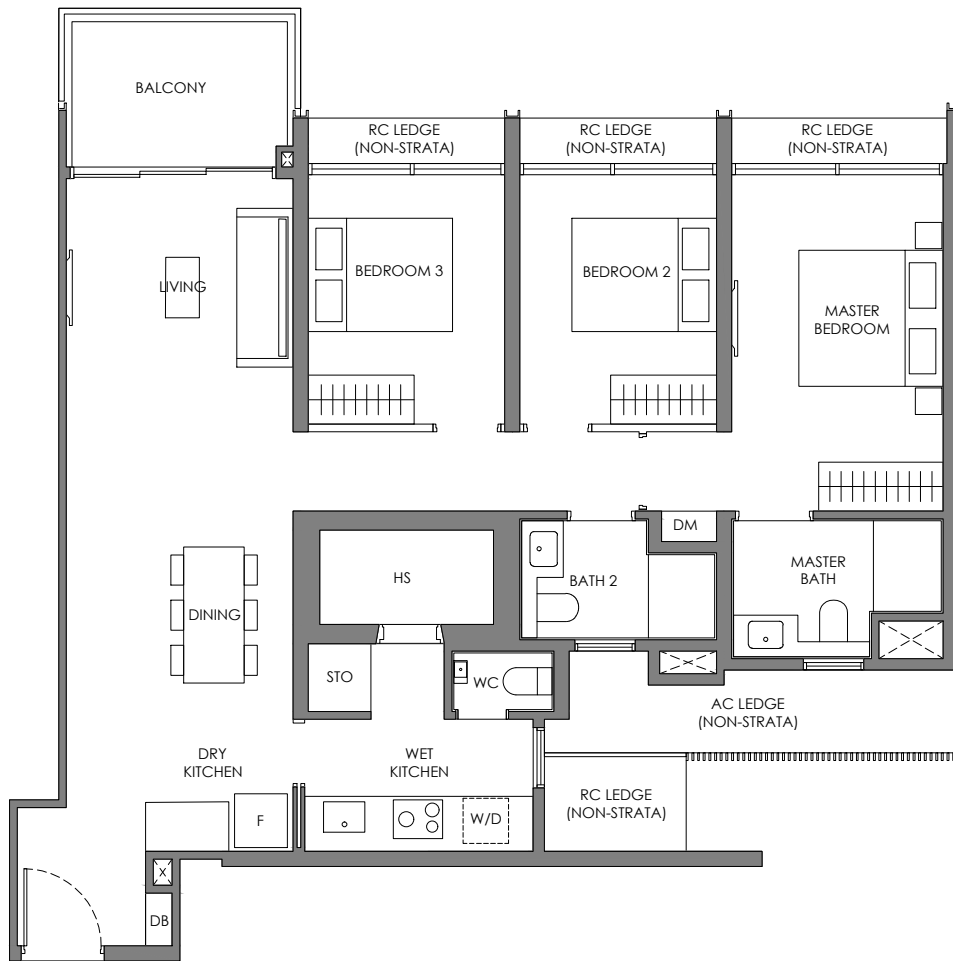 BALCONY
RC LEDGE
(NON-STRATA)
RC LEDGE
(NON-STRATA)
RC LEDGE
(NON-STRATA)
LIVING
BEDROOM 3
BEDROOM 2
MASTER
BEDROOM
DM
HS
BATH 2
MASTER
BATH
DINING
STO
WC
AC LEDGE
(NON-STRATA)
DRY
KITCHEN
WET
KITCHEN
RC LEDGE
(NON-STRATA)
F
W/D
X
DB